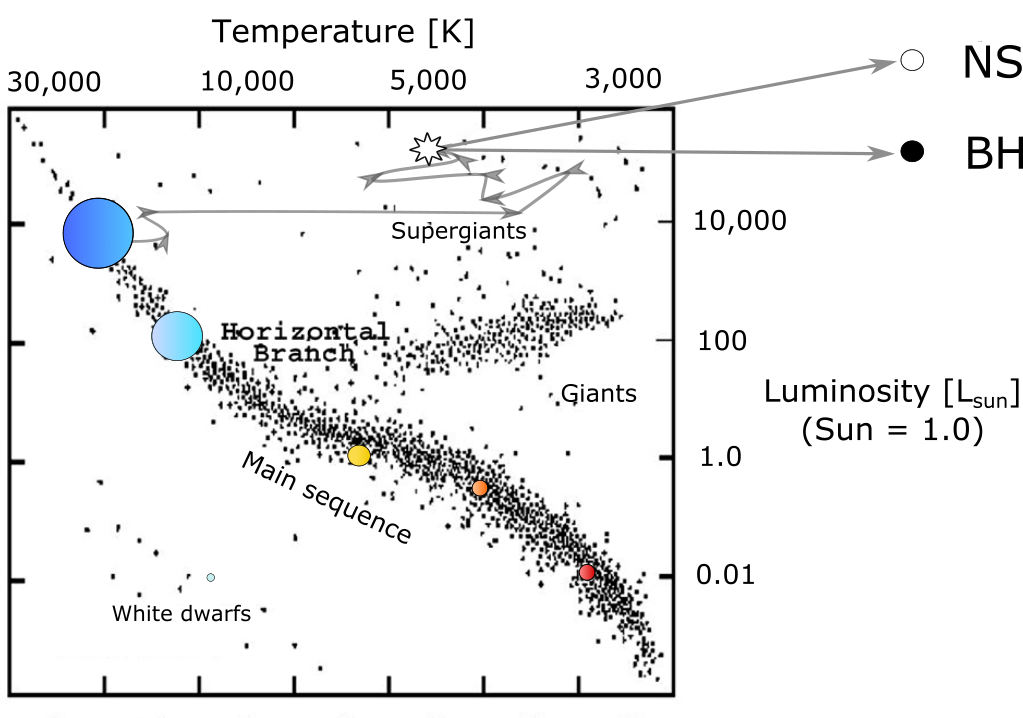 Temperature [K]
30,000 10,000 5,000 3,000
NS
BH
10,000
Supergiants
Horizontal
Branch
100
Giants
Luminosity [Lsun]
(Sun = 1.0)
1.0
Main sequence
0.01
White dwarfs